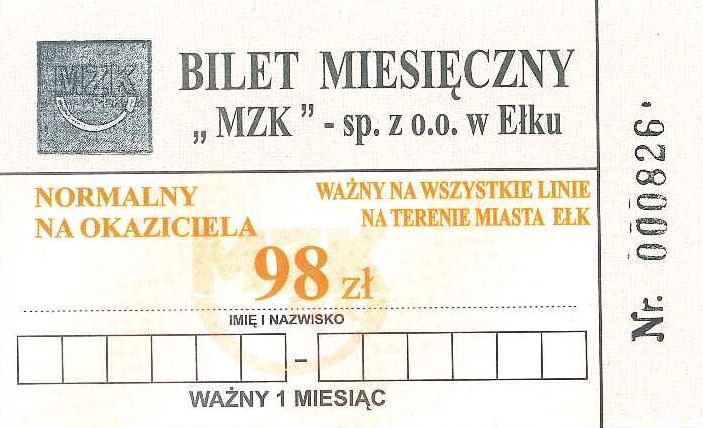 MZK
BILET MIESIĘCZNY
„ MZK ” - sp. z o.o. w Ełku
NORMALNY
NA OKAZICIELA
WAŻNY NA WSZYSTKIE LINIE
NA TERENIE MIASTA EŁK
98 zł
IMIĘ I NAZWISKO
–
WAŻNY 1 MIESIĄC
Nr. 000826